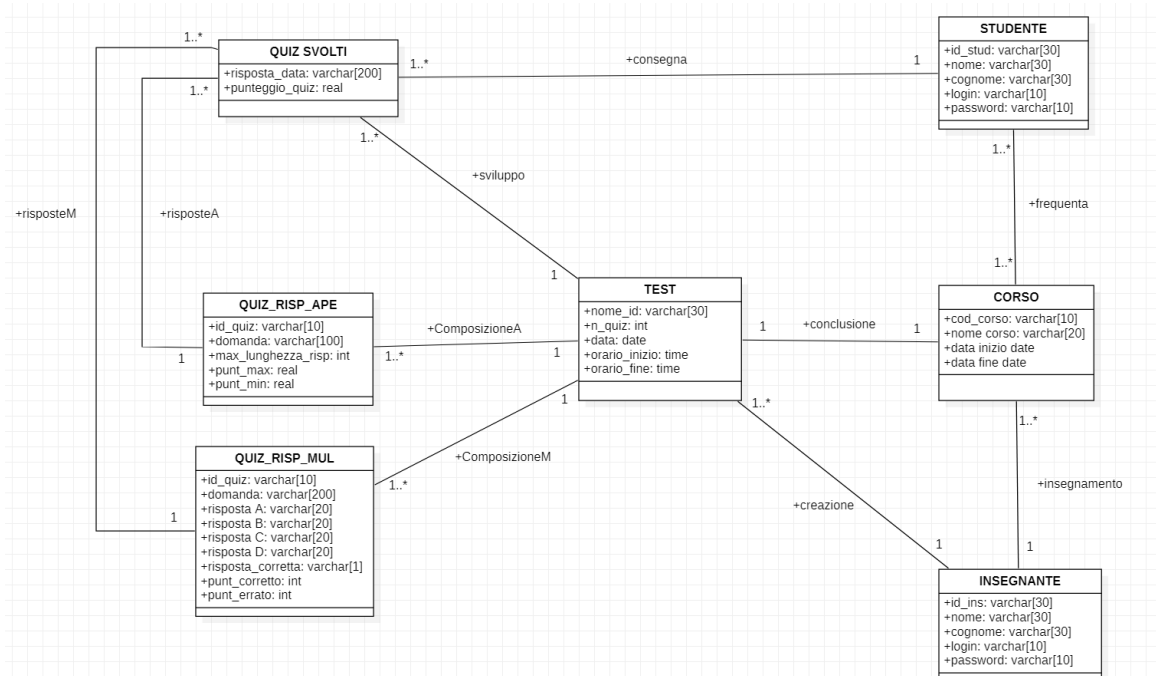 QUIZ SVOLTI
+risposta_data: varchar[200]
+punteggio_quiz: real
1..*
1..*
1..*
1..*
+consegna
1
STUDENTE
+id_stud: varchar[30]
+nome: varchar[30]
+cognome: varchar[30]
+login: varchar[10]
+password: varchar[10]
1..*
+frequenta
1..*
+sviluppo
1
+risposteM
+risposteA
QUIZ_RISP_APE
+id_quiz: varchar[10]
+domanda: varchar[100]
+max_lunghezza_risp: int
+punt_max: real
+punt_min: real
1
+ComposizioneA
1..*
1
TEST
+nome_id: varchar[30]
+n_quiz: int
+data: date
+orario_inizio: time
+orario_fine: time
1
+conclusione
1
CORSO
+cod_corso: varchar[10]
+nome corso: varchar[20]
+data inizio date
+data fine date
1
+ComposizioneM
1..*
QUIZ_RISP_MUL
+id_quiz: varchar[10]
+domanda: varchar[200]
+risposta A: varchar[20]
+risposta B: varchar[20]
+risposta C: varchar[20]
+risposta D: varchar[20]
+risposta_corretta: varchar[1]
+punt_corretto: int
+punt_errato: int
1
1..*
+creazione
1
1..*
+insegnamento
1
INSEGNANTE
+id_ins: varchar[30]
+nome: varchar[30]
+cognome: varchar[30]
+login: varchar[10]
+password: varchar[10]